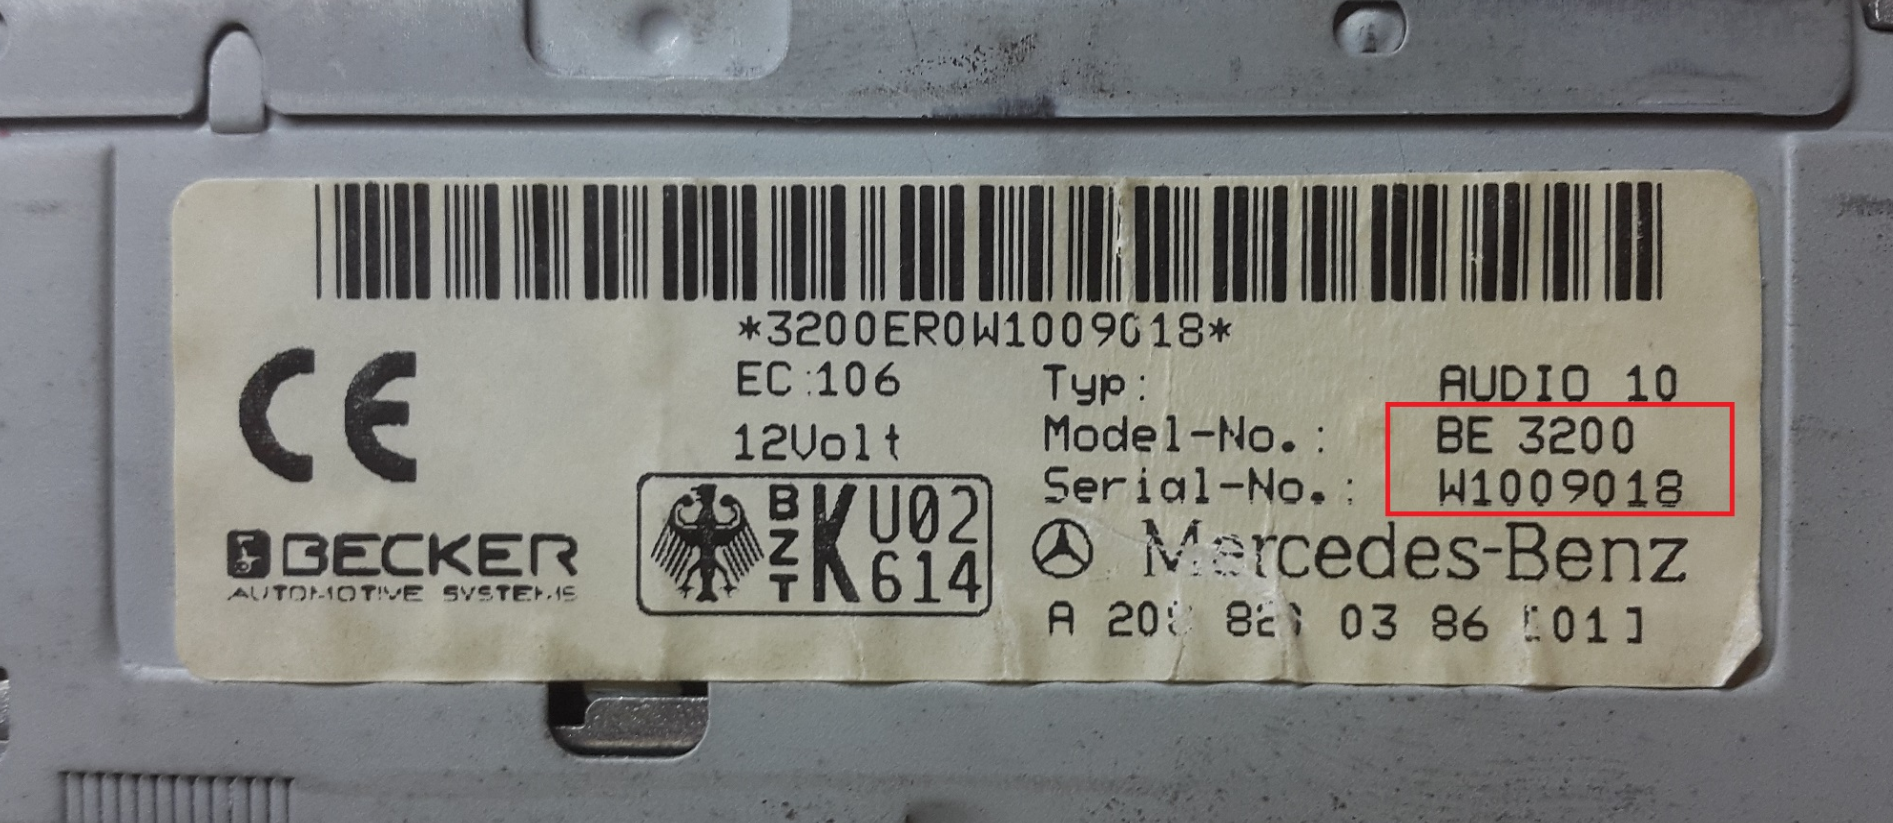 *3200ER0W1009018*
EC:106
12Volt
Typ: AUDIO 10
Model-No.: BE 3200
Serial-No.: W1009018
CE
BZT K U02 614
BECKER
AUTOMOTIVE SYSTEMS
Mercedes-Benz
A 03 86 [01]